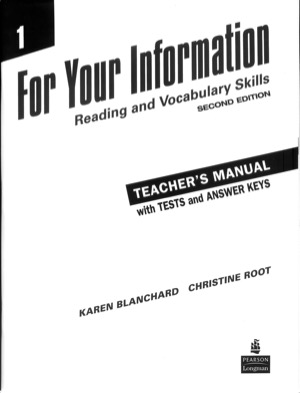 1
For Your Information
Reading and Vocabulary Skills
SECOND EDITION
TEACHER'S MANUAL
with TESTS and ANSWER KEYS
KAREN BLANCHARD CHRISTINE ROOT
PEARSON
Longman